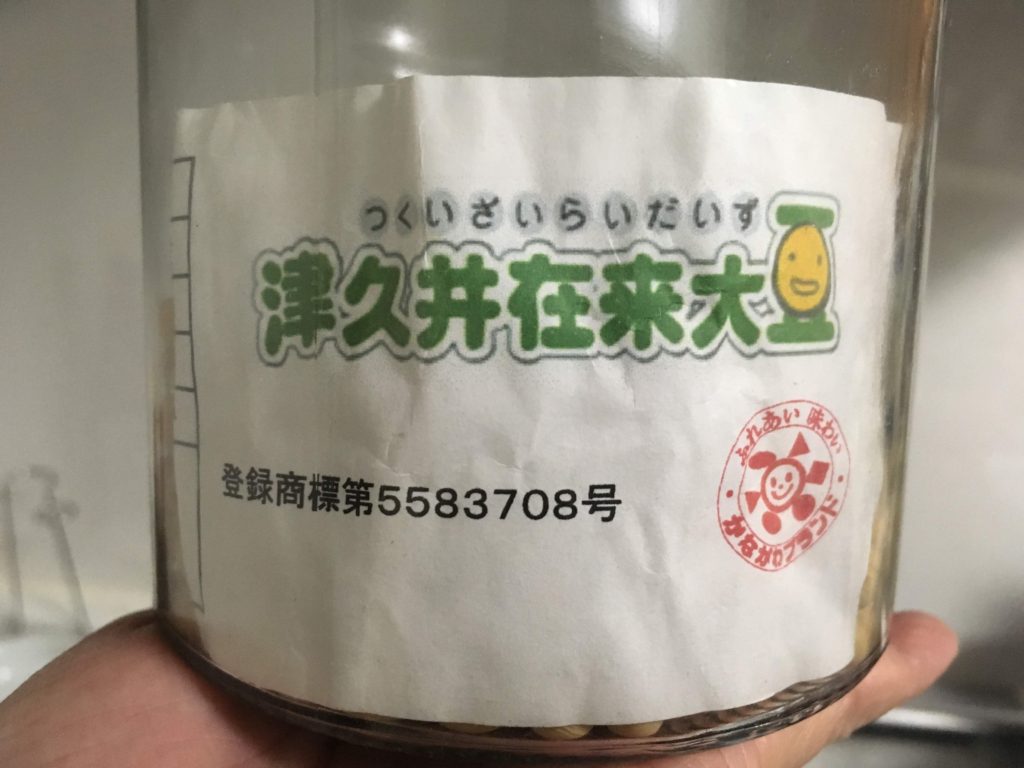 つくいざいらいだいず
津久井在来大豆
登録商標第5583708号
ふれあい 味わい
かながわブランド